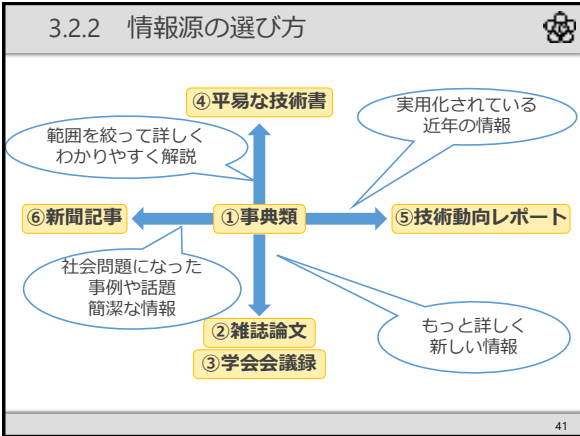 3.2.2 情報源の選び方
④平易な技術書
実用化されている
近年の情報
範囲を絞って詳しく
わかりやすく解説
⑥新聞記事
①事典類
⑤技術動向レポート
社会問題になった
事例や話題
簡潔な情報
②雑誌論文
③学会会議録
もっと詳しく
新しい情報
41